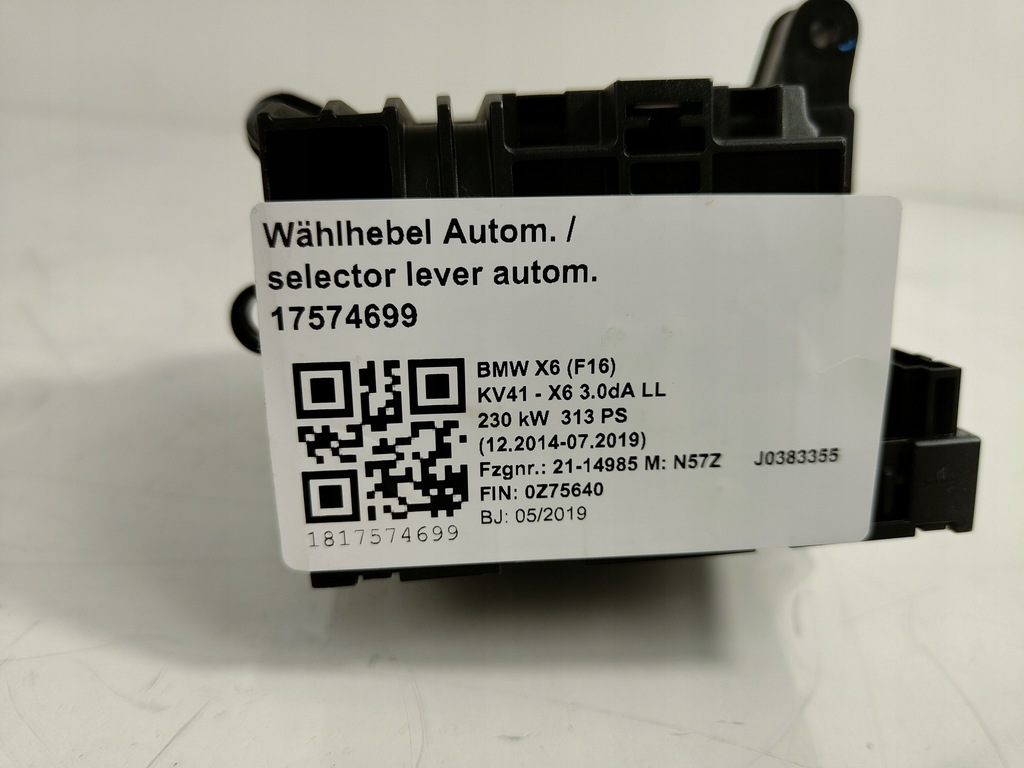 Wählhebel Autom. /
selector lever autom.
17574699
BMW X6 (F16)
KV41 - X6 3.0dA LL
230 kW 313 PS
(12.2014-07.2019)
Fzgnr.: 21-14985 M: N57Z J0383355
FIN: 0Z75640
BJ: 05/2019
1817574699